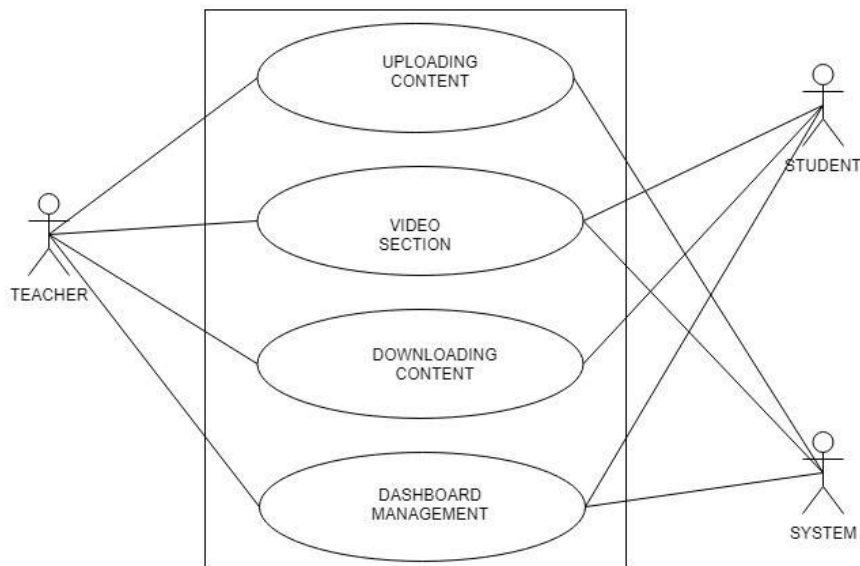 UPLOADING
CONTENT
STUDENT
VIDEO
SECTION
TEACHER
DOWNLOADING
CONTENT
DASHBOARD
MANAGEMENT
SYSTEM